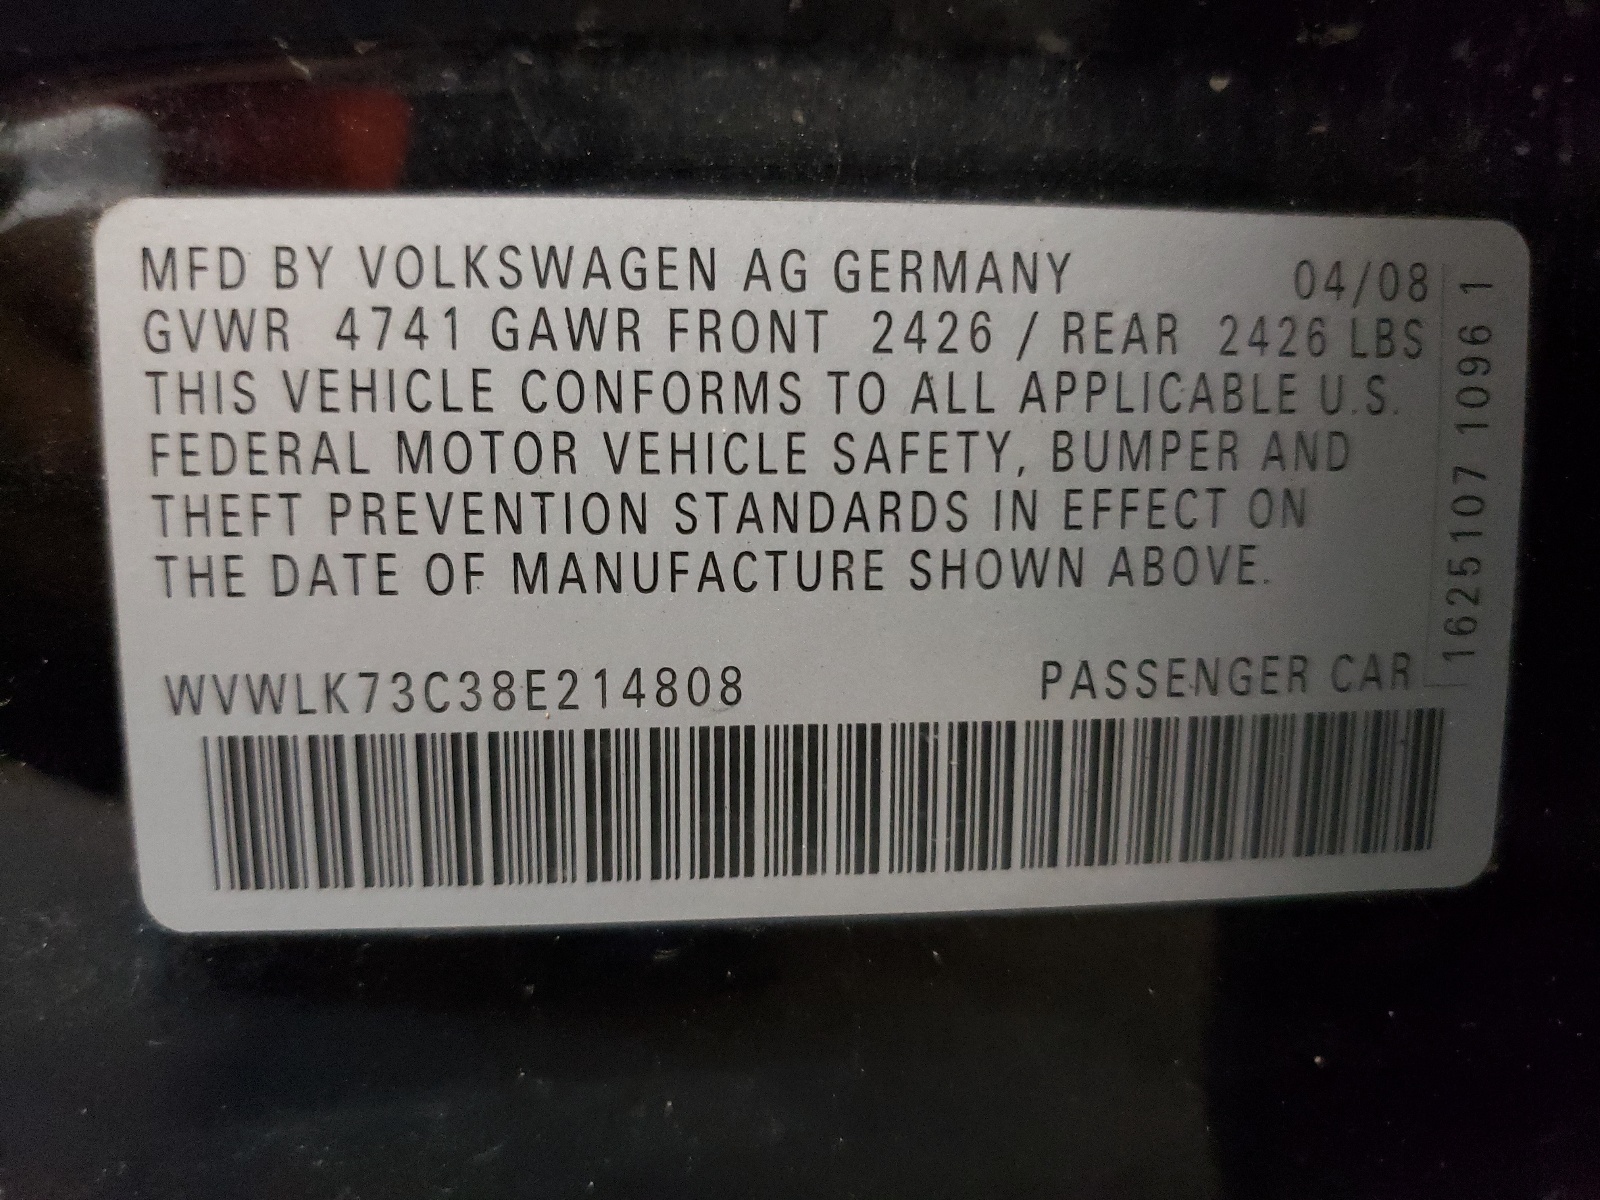 MFD BY VOLKSWAGEN AG GERMANY 04/08
GVWR 4741 GAWR FRONT 2426 / REAR 2426 LBS
THIS VEHICLE CONFORMS TO ALL APPLICABLE U.S.
FEDERAL MOTOR VEHICLE SAFETY, BUMPER AND
THEFT PREVENTION STANDARDS IN EFFECT ON
THE DATE OF MANUFACTURE SHOWN ABOVE.
WVWLK73C38E214808 PASSENGER CAR
1625107 1096 1